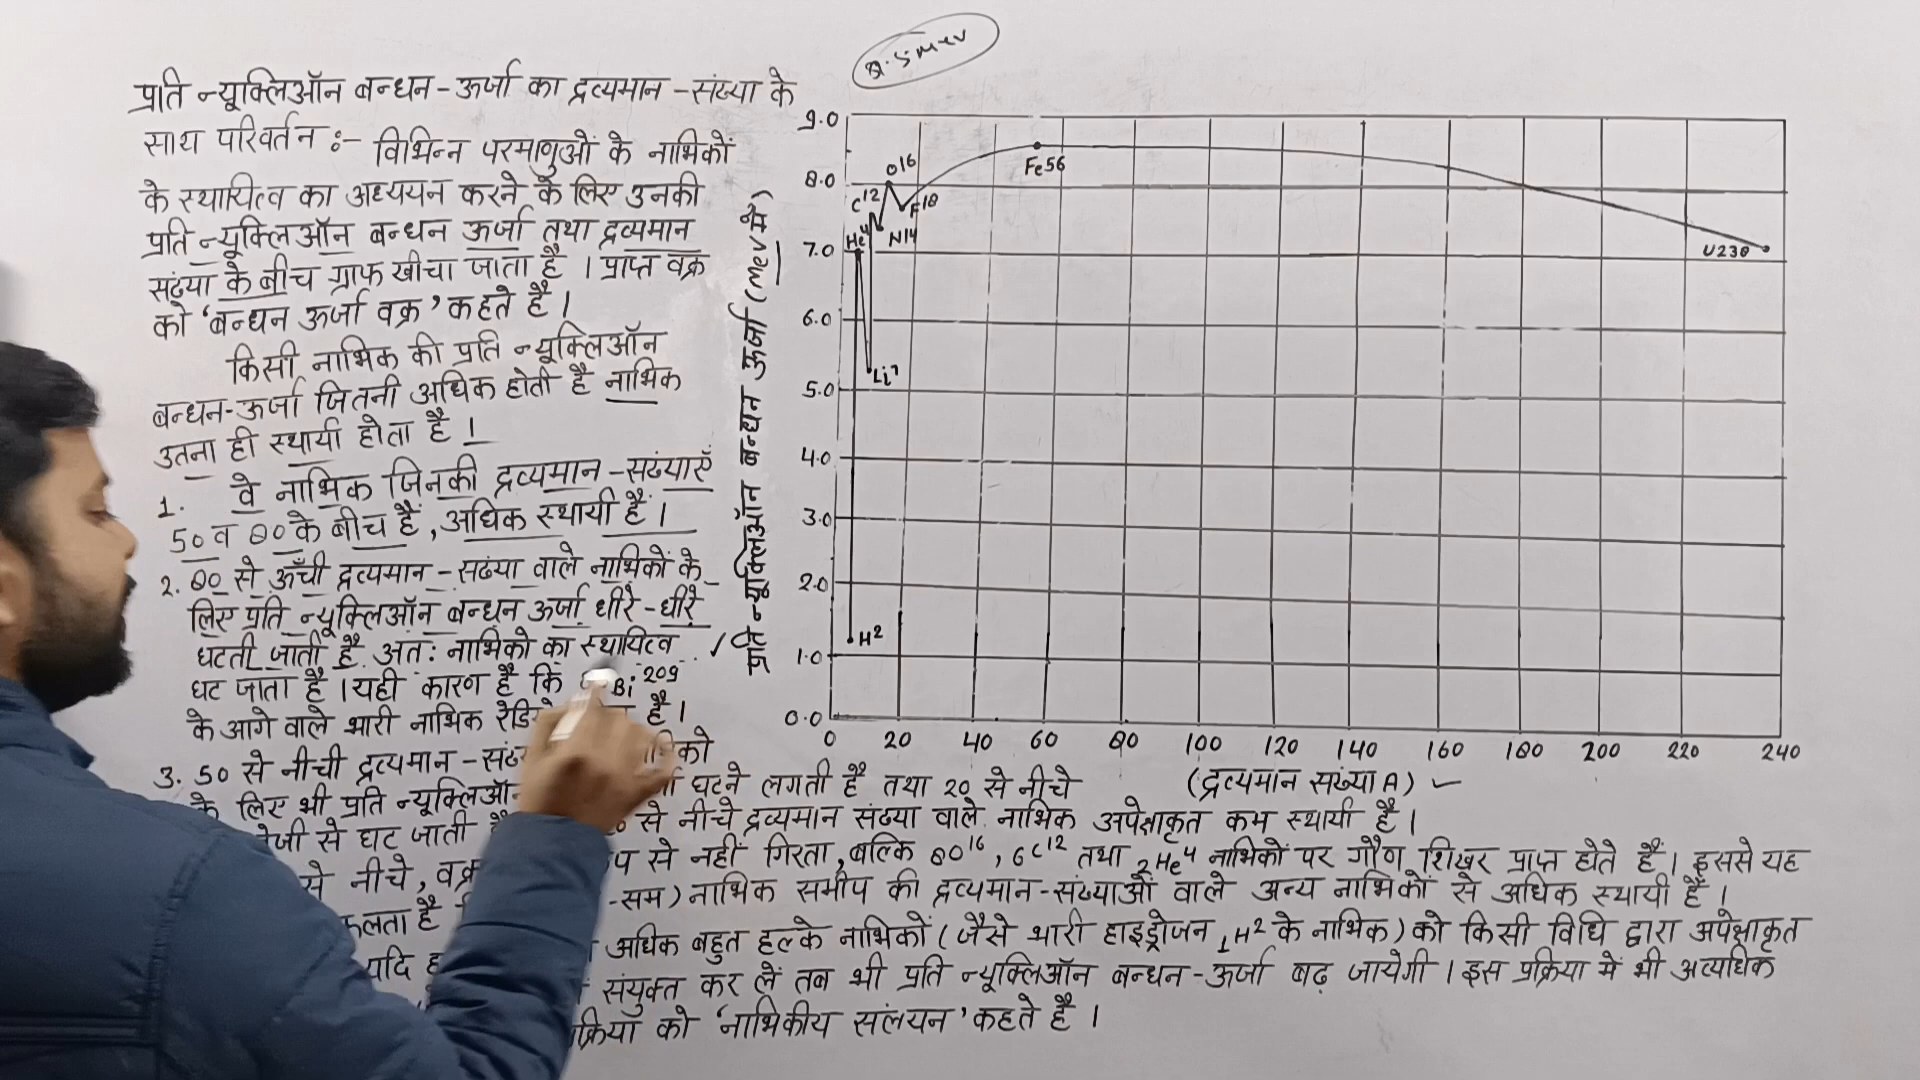 8.5 Mev
प्रति न्यूक्लिऑन बन्धन-ऊर्जा का द्रव्यमान-संख्या के
साथ परिवर्तन :- विभिन्न परमाणुओं के नाभिकों
के स्थायित्व का अध्ययन करने के लिए उनकी
प्रति न्यूक्लिऑन बन्धन ऊर्जा तथा द्रव्यमान
संख्या के बीच ग्राफ खीचा जाता है । प्राप्त वक्र
को 'बन्धन ऊर्जा वक्र' कहते है ।
किसी नाभिक की प्रति न्यूक्लिऑन
बन्धन-ऊर्जा जितनी अधिक होती है नाभिक
उतना ही स्थायी होता है ।
1. वे नाभिक जिनकी द्रव्यमान-संख्याएँ
50 व 80 के बीच हैं, अधिक स्थायी हैं ।
2. 80 से ऊँची द्रव्यमान-संख्या वाले नाभिकों के
लिए प्रति न्यूक्लिऑन बन्धन ऊर्जा धीरे-धीरे
घटती जाती है अतः नाभिको का स्थायित्व
घट जाता है । यही कारण है कि Bi 209
के आगे वाले भारी नाभिक है ।
3. 50 से नीची द्रव्यमान
के लिए भी प्रति न्यूक्लिऑन घटने लगती है तथा 20 से नीचे
से घट जाती से नीचे द्रव्यमान संख्या वाले नाभिक अपेक्षाकृत कम स्थायी है ।
से नीचे, से नहीं गिरता, बल्कि 8O16, 6C12 तथा 2He4 नाभिकों पर गौण शिखर प्राप्त होते हैं । इससे यह
-सम) नाभिक समीप की द्रव्यमान-संख्याओं वाले अन्य नाभिकों से अधिक स्थायी हैं ।
यदि अधिक बहुत हल्के नाभिकों (जैसे भारी हाइड्रोजन 1H2 के नाभिक) को किसी विधि द्वारा अपेक्षाकृत
संयुक्त कर लें तब भी प्रति न्यूक्लिऑन बन्धन-ऊर्जा बढ़ जायेगी । इस प्रक्रिया में भी अत्यधिक
को 'नाभिकीय संलयन' कहते है ।
प्रति न्यूक्लिऑन बन्धन ऊर्जा (Mev में)
9.0
8.0
7.0
6.0
5.0
4.0
3.0
2.0
1.0
0.0
O16
Fe56
C12
F18
He4
N14
U238
Li7
H2
0 20 40 60 80 100 120 140 160 180 200 220 240
(द्रव्यमान संख्या A)